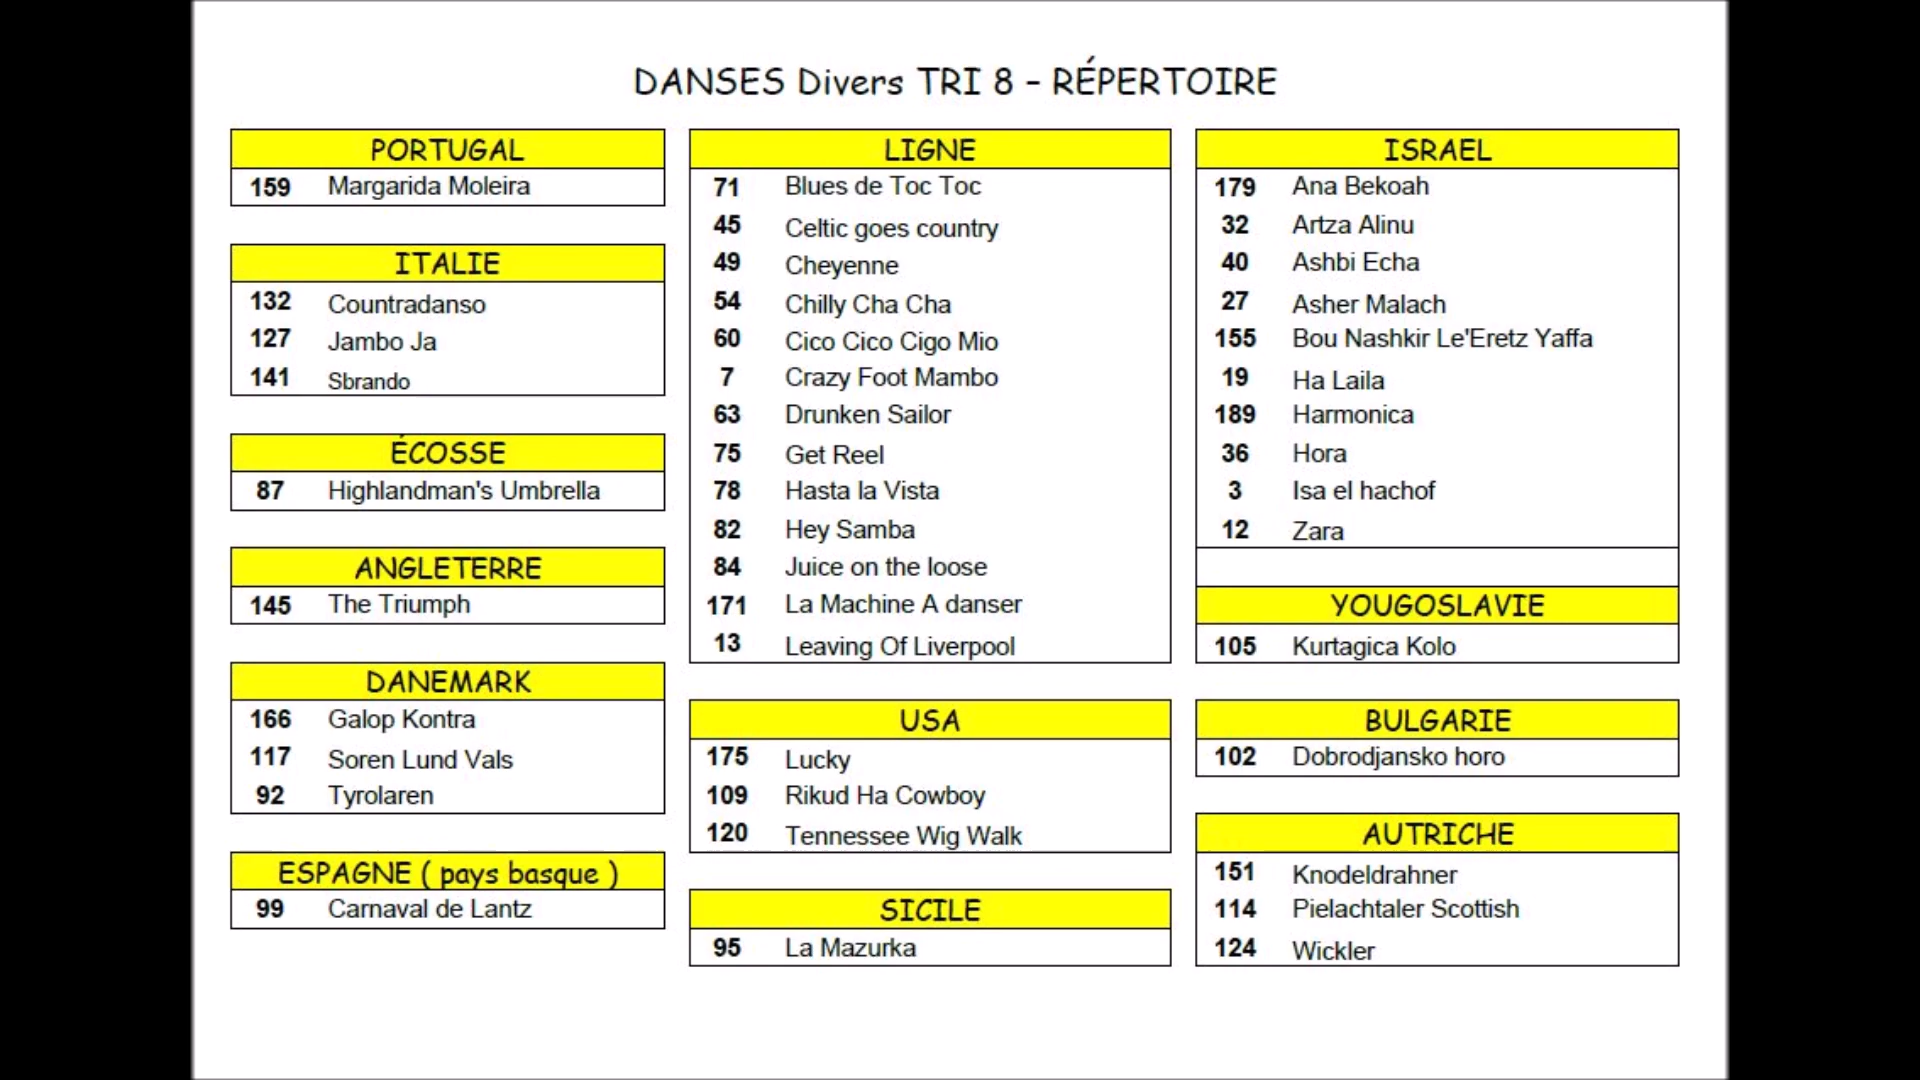 DANSES Divers TRI 8 – RÉPERTOIRE
PORTUGAL
159 Margarida Moleira
ITALIE
132 Countradanso
127 Jambo Ja
141 Sbrando
ÉCOSSE
87 Highlandman's Umbrella
ANGLETERRE
145 The Triumph
DANEMARK
166 Galop Kontra
117 Soren Lund Vals
92 Tyrolaren
ESPAGNE ( pays basque )
99 Carnaval de Lantz
LIGNE
71 Blues de Toc Toc
45 Celtic goes country
49 Cheyenne
54 Chilly Cha Cha
60 Cico Cico Cigo Mio
7 Crazy Foot Mambo
63 Drunken Sailor
75 Get Reel
78 Hasta la Vista
82 Hey Samba
84 Juice on the loose
171 La Machine A danser
13 Leaving Of Liverpool
USA
175 Lucky
109 Rikud Ha Cowboy
120 Tennessee Wig Walk
SICILE
95 La Mazurka
ISRAEL
179 Ana Bekoah
32 Artza Alinu
40 Ashbi Echa
27 Asher Malach
155 Bou Nashkir Le'Eretz Yaffa
19 Ha Laila
189 Harmonica
36 Hora
3 Isa el hachof
12 Zara
YOUGOSLAVIE
105 Kurtagica Kolo
BULGARIE
102 Dobrodjansko horo
AUTRICHE
151 Knodeldrahner
114 Pielachtaler Scottish
124 Wickler